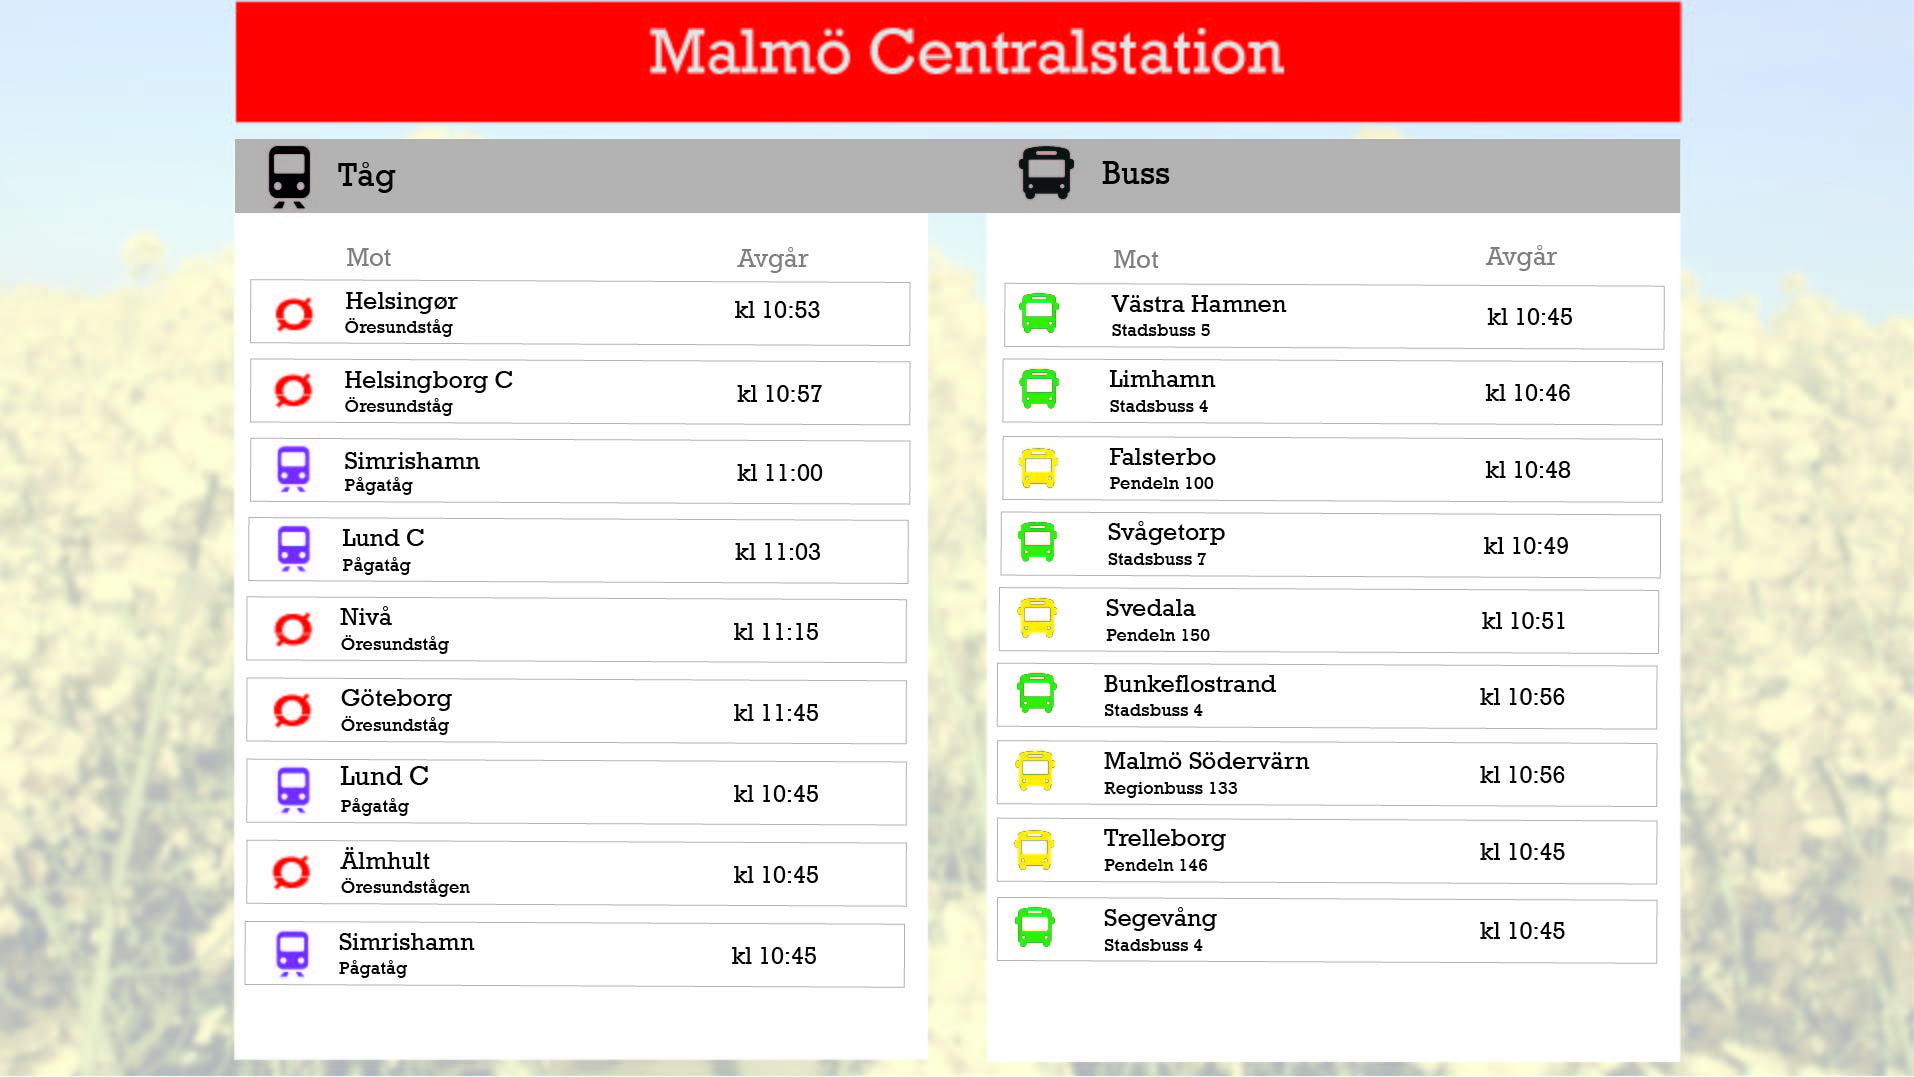 Malmö Centralstation
Tåg
Mot Avgår
Helsingør kl 10:53
Öresundståg
Helsingborg C kl 10:57
Öresundståg
Simrishamn kl 11:00
Pågatåg
Lund C kl 11:03
Pågatåg
Nivå kl 11:15
Öresundståg
Göteborg kl 11:45
Öresundståg
Lund C kl 10:45
Pågatåg
Älmhult kl 10:45
Öresundstågen
Simrishamn kl 10:45
Pågatåg
Buss
Mot Avgår
Västra Hamnen kl 10:45
Stadsbuss 5
Limhamn kl 10:46
Stadsbuss 4
Falsterbo kl 10:48
Pendeln 100
Svågetorp kl 10:49
Stadsbuss 7
Svedala kl 10:51
Pendeln 150
Bunkeflostrand kl 10:56
Stadsbuss 4
Malmö Södervärn kl 10:56
Regionbuss 133
Trelleborg kl 10:45
Pendeln 146
Segevång kl 10:45
Stadsbuss 4